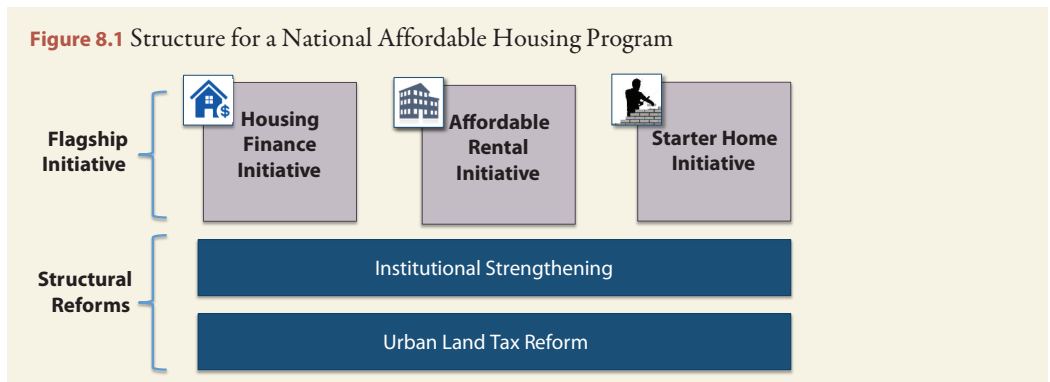 Figure 8.1 Structure for a National Affordable Housing Program
Flagship
Initiative
Housing
Finance
Initiative
$
Affordable
Rental
Initiative
Starter Home
Initiative
Structural
Reforms
Institutional Strengthening
Urban Land Tax Reform